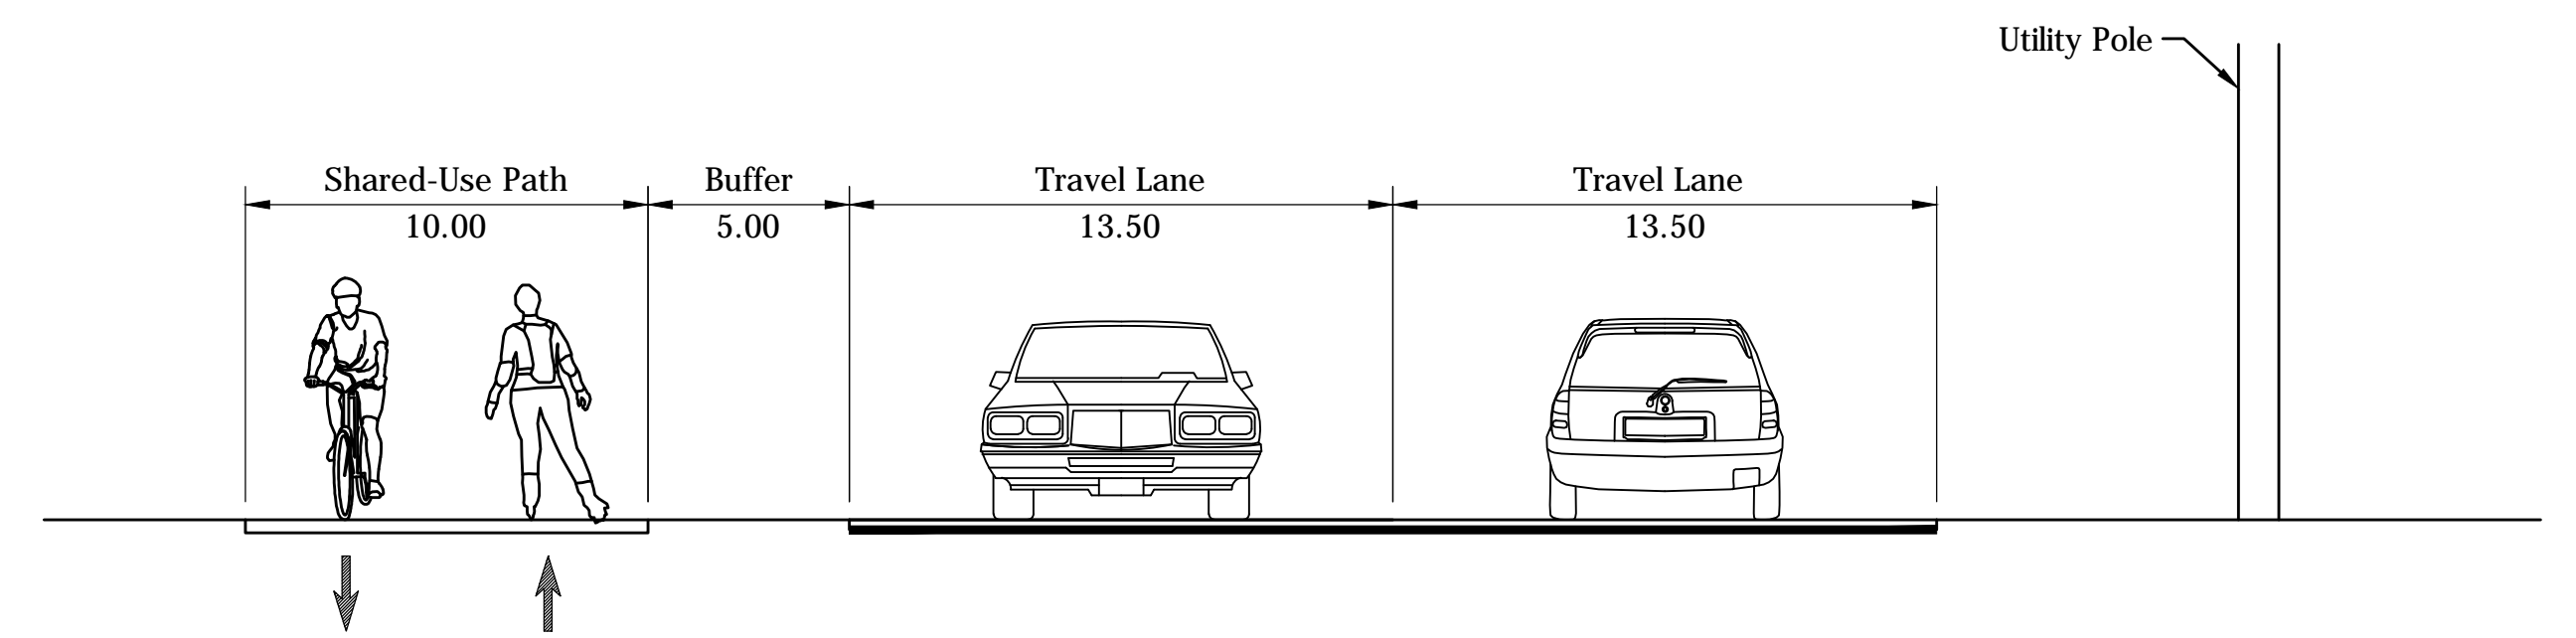 Utility Pole
Shared-Use Path
10.00
Buffer
5.00
Travel Lane
13.50
Travel Lane
13.50